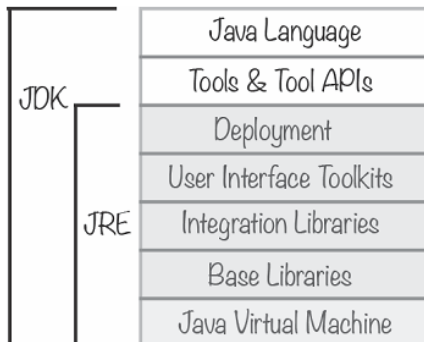 Java Language
Tools & Tool APIs
JDK
Deployment
User Interface Toolkits
JRE
Integration Libraries
Base Libraries
Java Virtual Machine